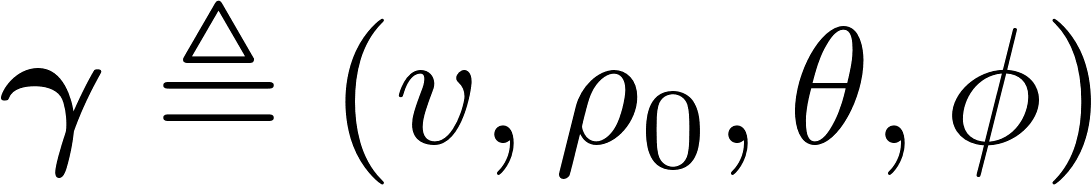 γ ≜ (v, ρ₀, θ, ϕ)